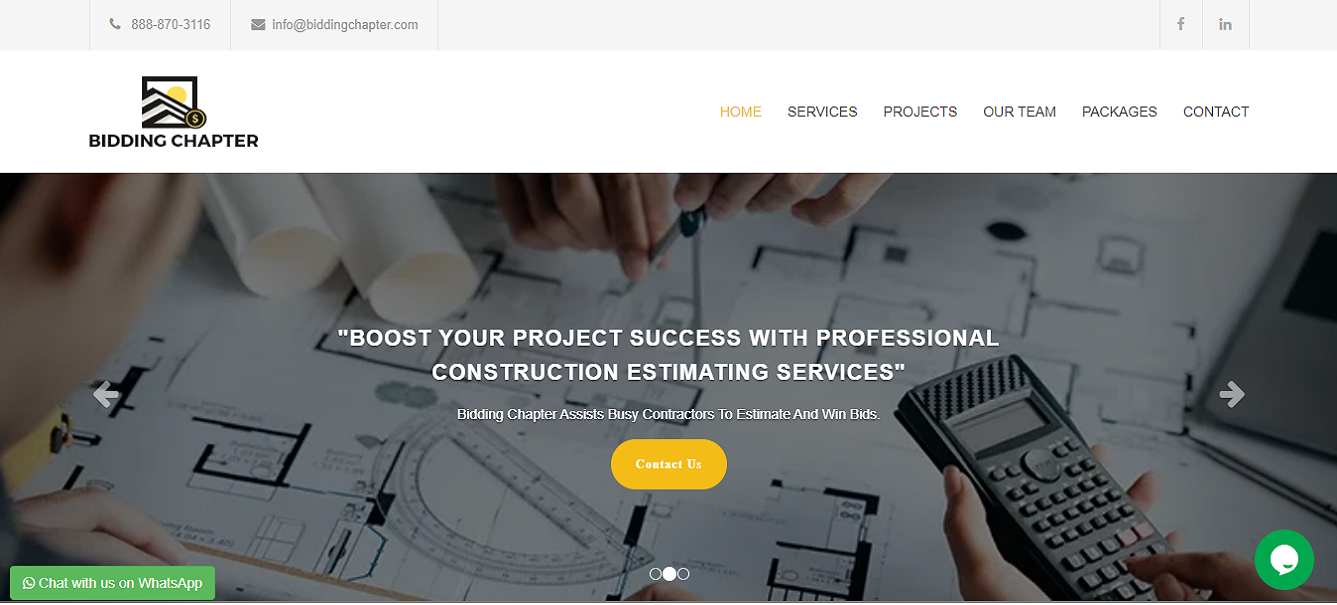 888-870-3116
info@biddingchapter.com
BIDDING CHAPTER
HOME
SERVICES
PROJECTS
OUR TEAM
PACKAGES
CONTACT
"BOOST YOUR PROJECT SUCCESS WITH PROFESSIONAL
CONSTRUCTION ESTIMATING SERVICES"
Bidding Chapter Assists Busy Contractors To Estimate And Win Bids.
Contact Us
Chat with us on WhatsApp